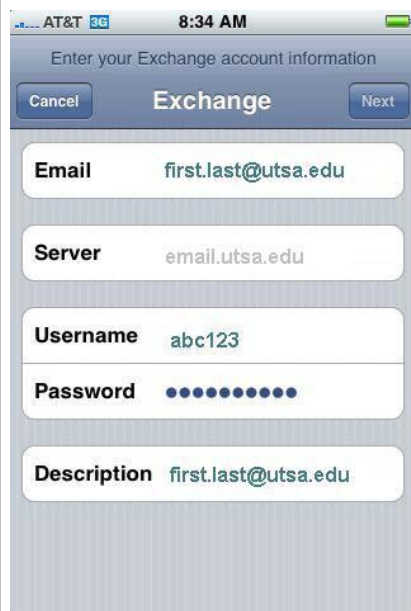 AT&T 3G 8:34 AM
Enter your Exchange account information
Cancel Exchange Next
Email first.last@utsa.edu
Server email.utsa.edu
Username abc123
Password ●●●●●●●●●●
Description first.last@utsa.edu